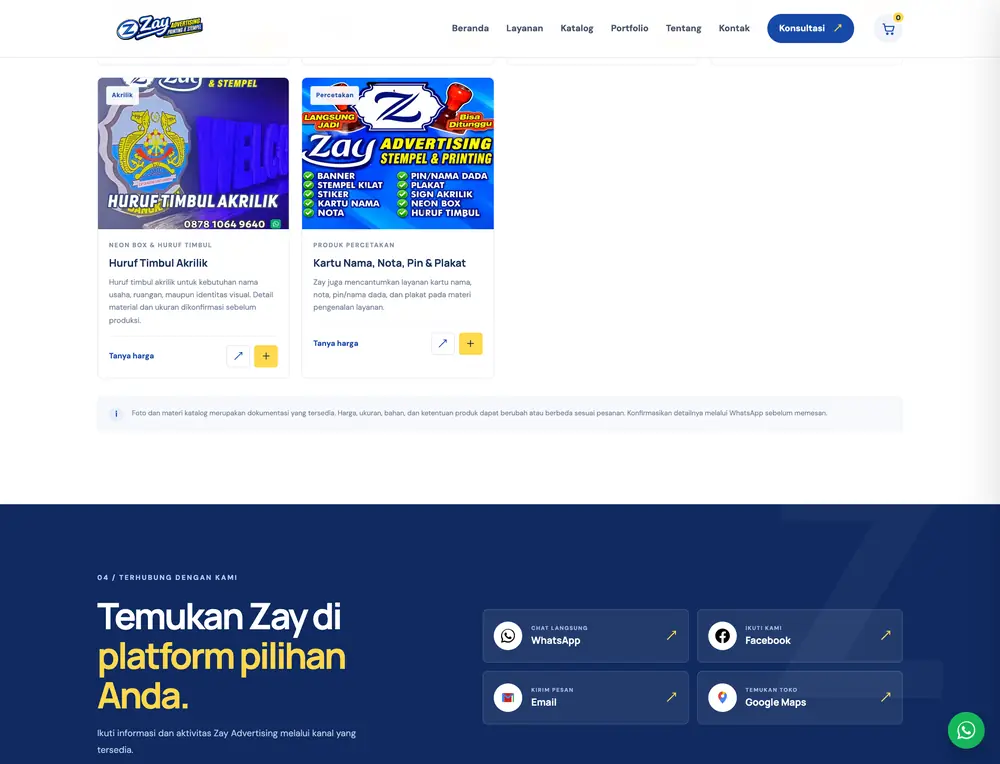 Zay ADVERTISING
PRINTING & STEMPEL
Beranda
Layanan
Katalog
Portfolio
Tentang
Kontak
Konsultasi
0
Zay & STEMPEL
Akrilik
WELC
HURUF TIMBUL AKRILIK
0878 1064 9640
Percetakan
LANGSUNG JADI
Z
Bisa Ditunggu
Zay ADVERTISING
STEMPEL & PRINTING
BANNER
STEMPEL KILAT
STIKER
KARTU NAMA
NOTA
PIN/NAMA DADA
PLAKAT
SIGN AKRILIK
NEON BOX
HURUF TIMBUL
NEON BOX & HURUF TIMBUL
Huruf Timbul Akrilik
Huruf timbul akrilik untuk kebutuhan nama
usaha, ruangan, maupun identitas visual. Detail
material dan ukuran dikonfirmasi sebelum
produksi.
Tanya harga
+
PRODUK PERCETAKAN
Kartu Nama, Nota, Pin & Plakat
Zay juga mencantumkan layanan kartu nama,
nota, pin/nama dada, dan plakat pada materi
pengenalan layanan.
Tanya harga
+
i
Foto dan materi katalog merupakan dokumentasi yang tersedia. Harga, ukuran, bahan, dan ketentuan produk dapat berubah atau berbeda sesuai pesanan. Konfirmasikan detailnya melalui WhatsApp sebelum memesan.
04 / TERHUBUNG DENGAN KAMI
Temukan Zay di
platform pilihan
Anda.
Ikuti informasi dan aktivitas Zay Advertising melalui kanal yang
tersedia.
CHAT LANGSUNG
WhatsApp
IKUTI KAMI
Facebook
KIRIM PESAN
Email
TEMUKAN TOKO
Google Maps